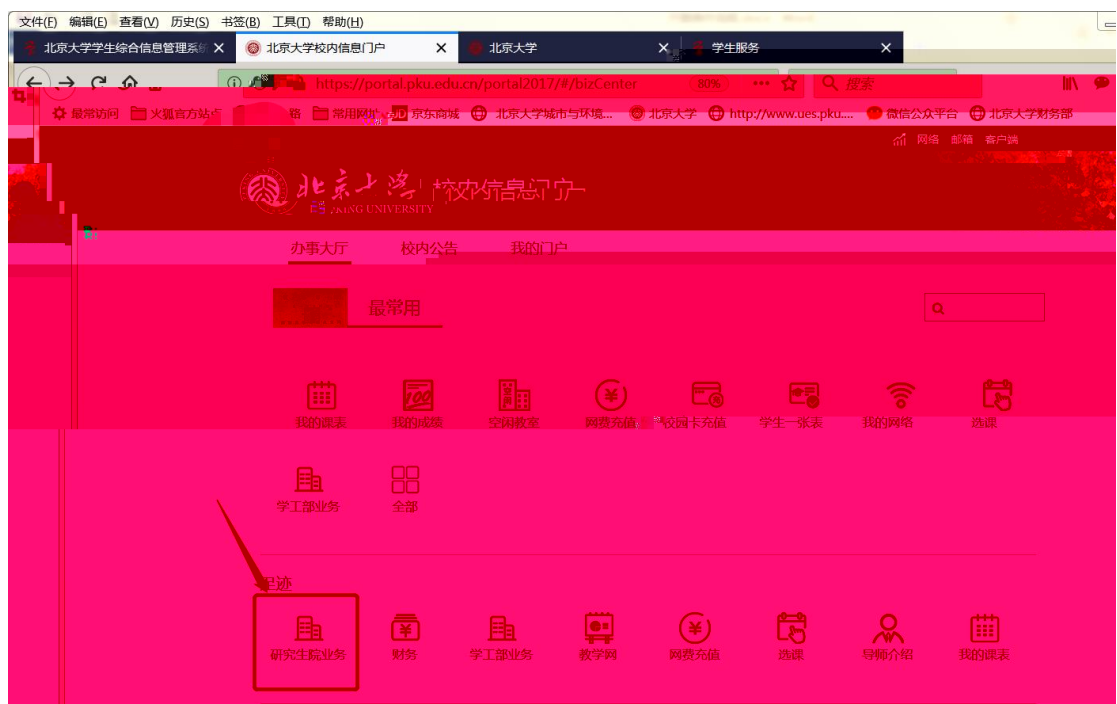 文件(F) 编辑(E) 查看(V) 历史(S) 书签(B) 工具(T) 帮助(H)
北京大学学生综合信息管理系统 北京大学校内信息门户 北京大学 学生服务
https://portal.pku.edu.cn/portal2017/#/bizCenter 80% 搜索
最常访问 火狐官方站点 常用网址 JD 京东商城 北京大学城市与环境... 北京大学 http://www.ues.pku.... 微信公众平台 北京大学财务部
网络 邮箱 客户端
北京大学 校内信息门户
PEKING UNIVERSITY
办事大厅 校内公告 我的门户
最常用
我的课表 我的成绩 空闲教室 网费充值 校园卡充值 学生一张表 我的网络 选课
学工部业务 全部
足迹
研究生院业务 财务 学工部业务 教学网 网费充值 选课 导师介绍 我的课表